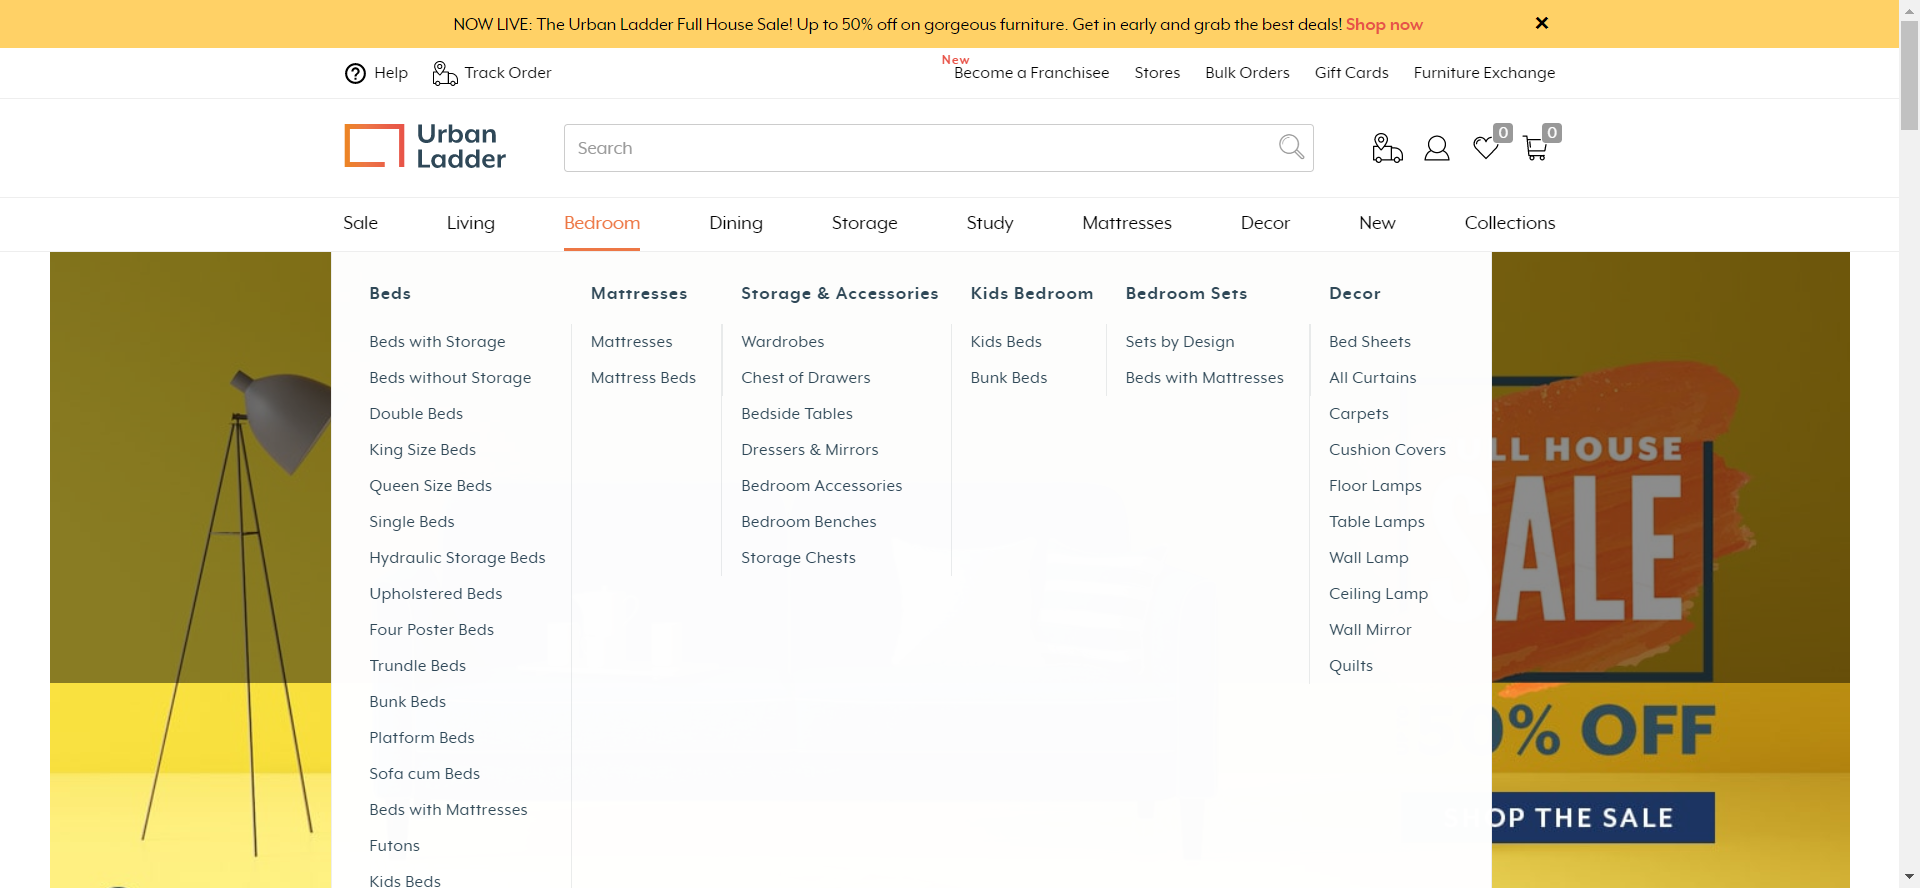 NOW LIVE: The Urban Ladder Full House Sale! Up to 50% off on gorgeous furniture. Get in early and grab the best deals! Shop now
Help
Track Order
New
Become a Franchisee
Stores
Bulk Orders
Gift Cards
Furniture Exchange
Urban
Ladder
Search
0
0
Sale
Living
Bedroom
Dining
Storage
Study
Mattresses
Decor
New
Collections
Beds
Beds with Storage
Beds without Storage
Double Beds
King Size Beds
Queen Size Beds
Single Beds
Hydraulic Storage Beds
Upholstered Beds
Four Poster Beds
Trundle Beds
Bunk Beds
Platform Beds
Sofa cum Beds
Beds with Mattresses
Futons
Kids Beds
Mattresses
Mattresses
Mattress Beds
Storage & Accessories
Wardrobes
Chest of Drawers
Bedside Tables
Dressers & Mirrors
Bedroom Accessories
Bedroom Benches
Storage Chests
Kids Bedroom
Kids Beds
Bunk Beds
Bedroom Sets
Sets by Design
Beds with Mattresses
Decor
Bed Sheets
All Curtains
Carpets
Cushion Covers
Floor Lamps
Table Lamps
Wall Lamp
Ceiling Lamp
Wall Mirror
Quilts
LL HOUSE
SALE
50% OFF
SHOP THE SALE